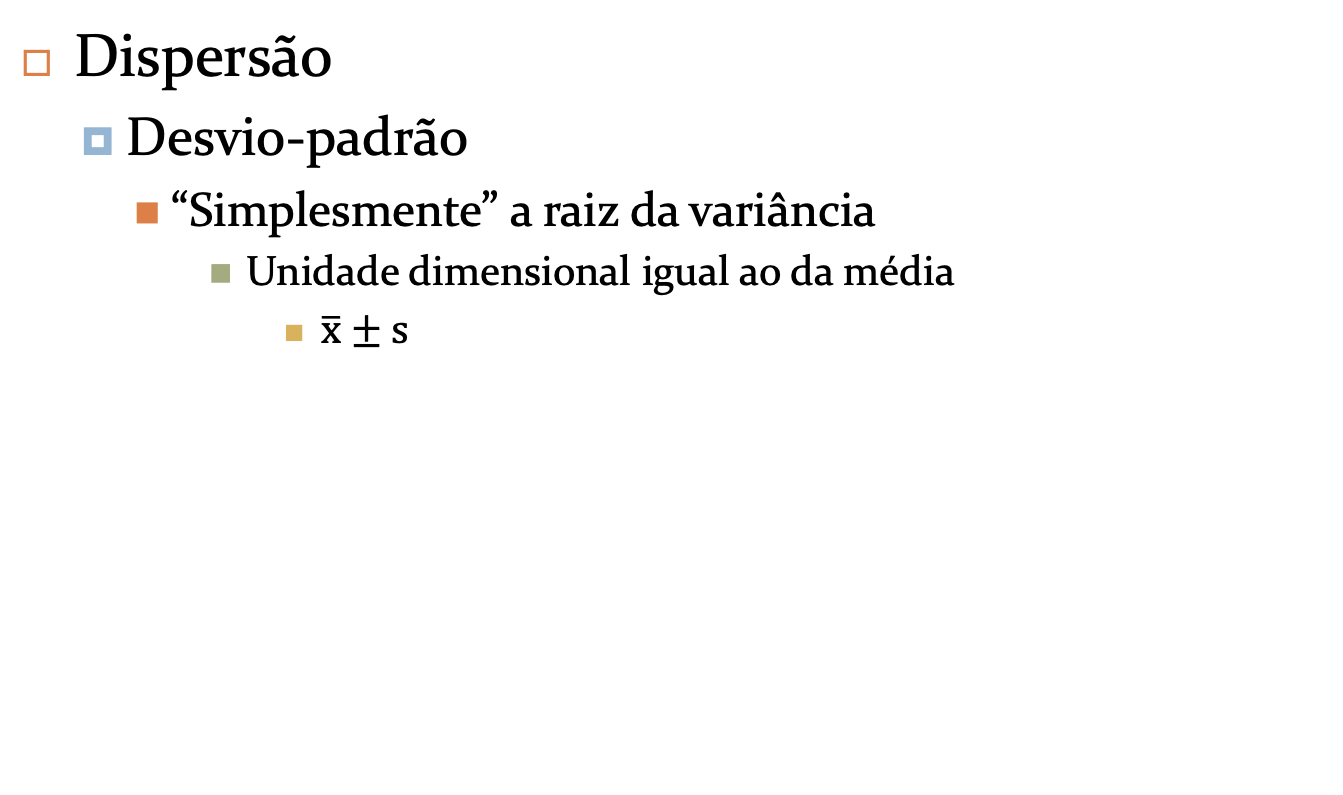 Dispersão
Desvio-padrão
“Simplesmente” a raiz da variância
Unidade dimensional igual ao da média
x̅ ± s